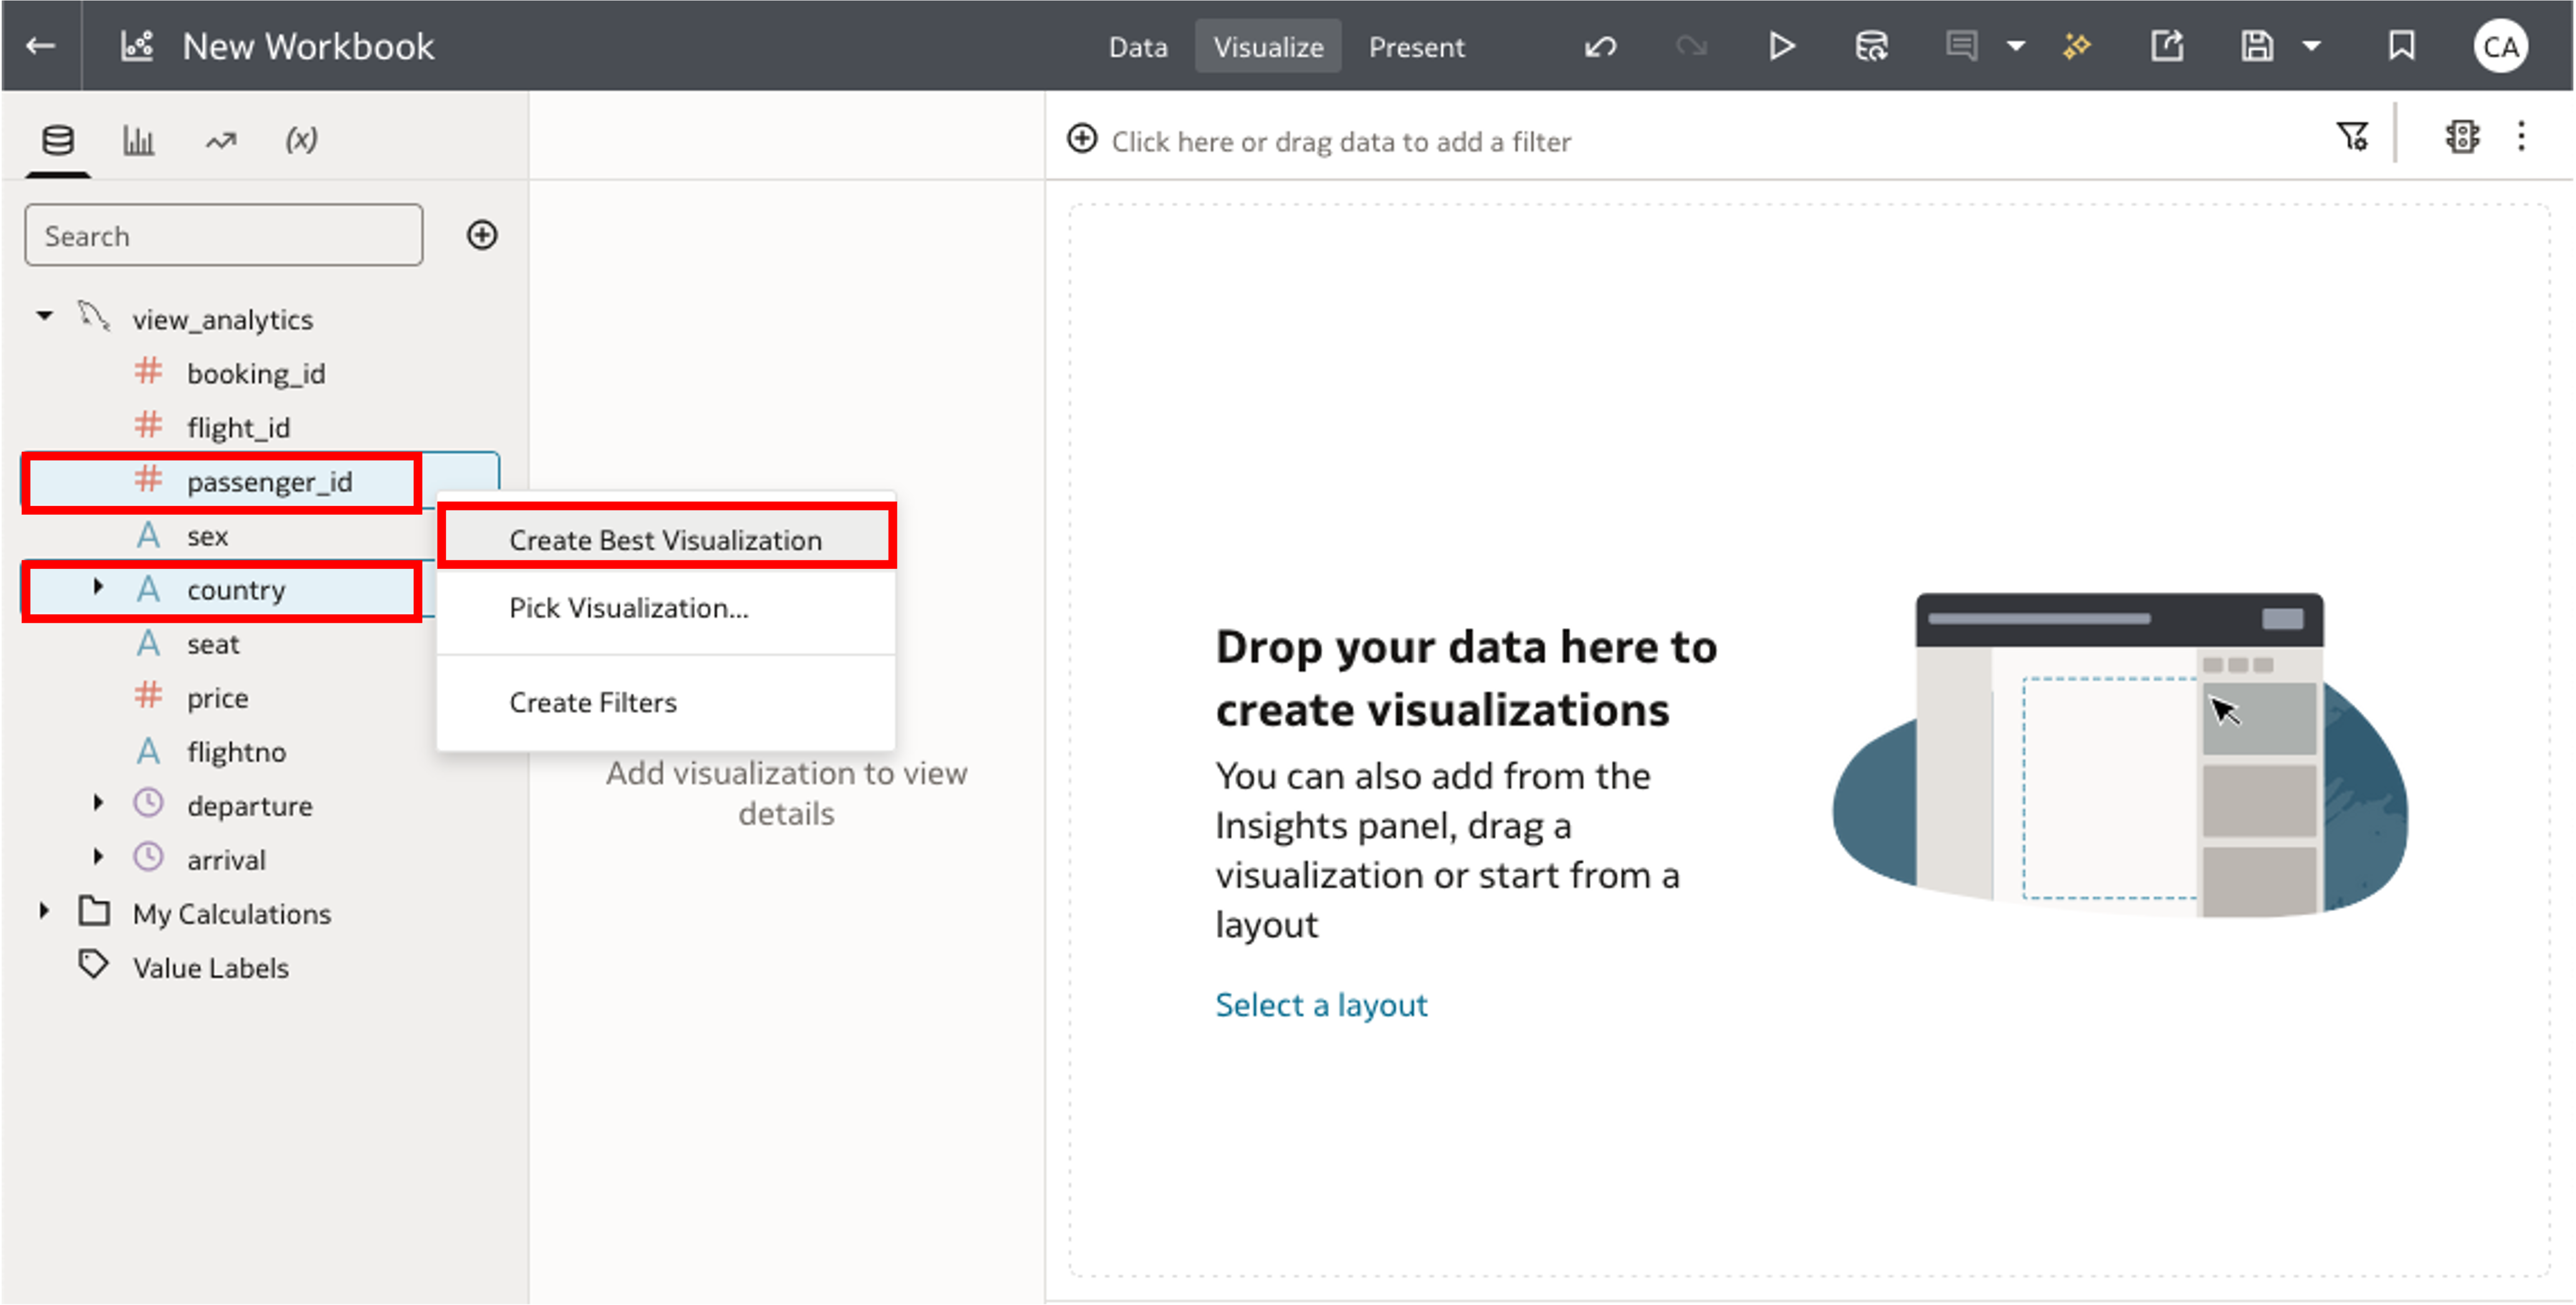 New Workbook
Data
Visualize
Present
CA
(x)
Click here or drag data to add a filter
Search
view_analytics
# booking_id
# flight_id
# passenger_id
A sex
A country
A seat
# price
A flightno
departure
arrival
My Calculations
Value Labels
Create Best Visualization
Pick Visualization...
Create Filters
Add visualization to view
details
Drop your data here to
create visualizations
You can also add from the
Insights panel, drag a
visualization or start from a
layout
Select a layout